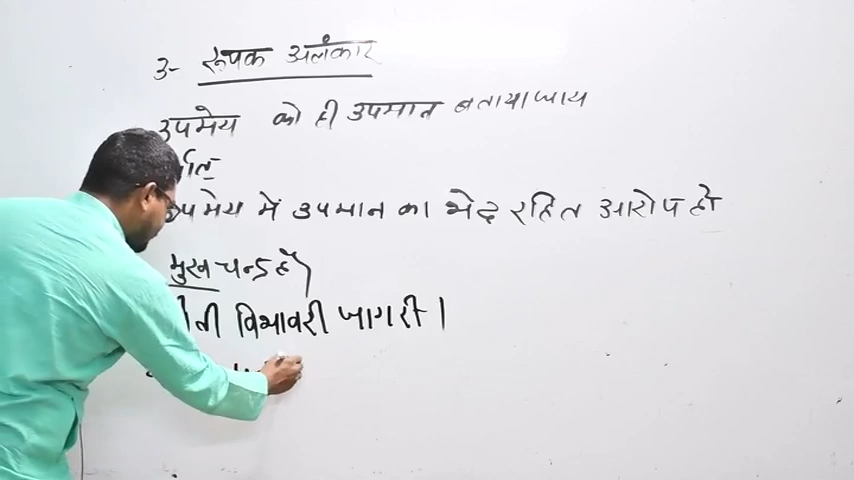 3- रूपक अलंकार
उपमेय को ही उपमान बताया जाय
उपमेय में उपमान का भेद रहित आरोप हो
मुख चन्द्र है
विभावरी जागरी।